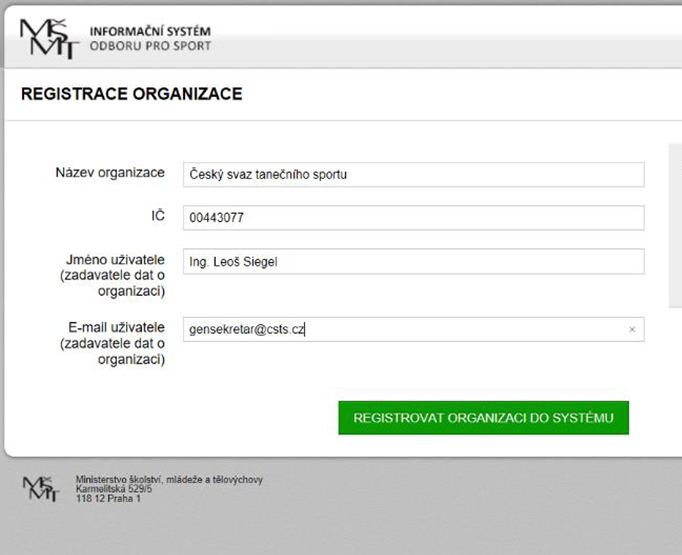 MŠMT INFORMAČNÍ SYSTÉM
ODBORU PRO SPORT
REGISTRACE ORGANIZACE
Název organizace Český svaz tanečního sportu
IČ 00443077
Jméno uživatele
(zadavatele dat o
organizaci)
Ing. Leoš Siegel
E-mail uživatele
(zadavatele dat o
organizaci)
gensekretar@csts.cz ×
REGISTROVAT ORGANIZACI DO SYSTÉMU
MŠMT
Ministerstvo školství, mládeže a tělovýchovy
Karmelitská 529/5
118 12 Praha 1